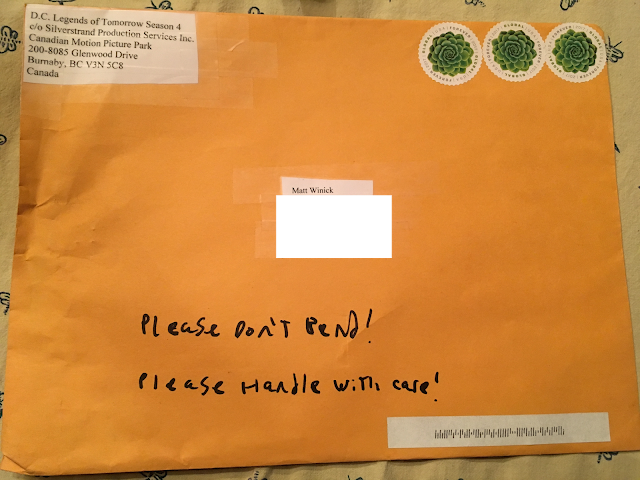 D.C. Legends of Tomorrow Season 4
c/o Silverstrand Production Services Inc.
Canadian Motion Picture Park
200-8085 Glenwood Drive
Burnaby, BC V3N 5C8
Canada
Matt Winick
Please Don't Bend!
Please Handle with care!